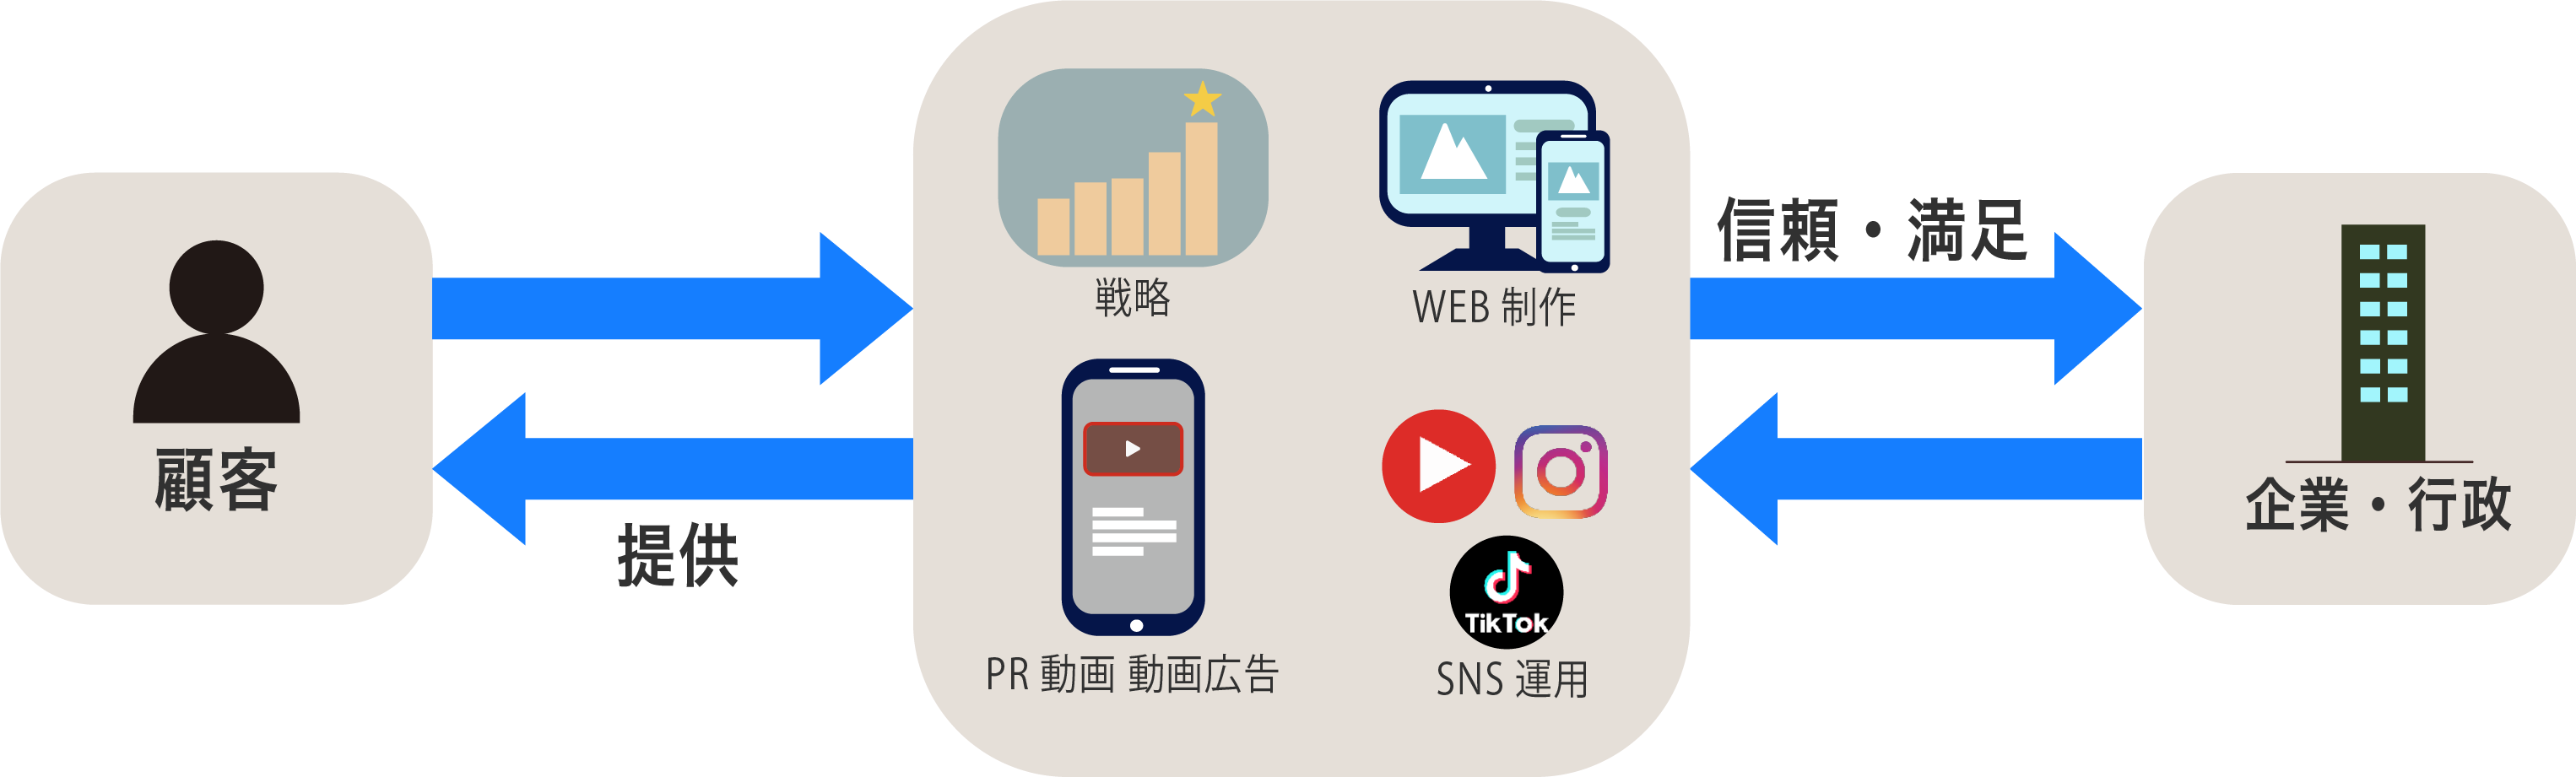 顧客
提供
戦略
WEB 制作
PR 動画 動画広告
TikTok
SNS 運用
信頼・満足
企業・行政